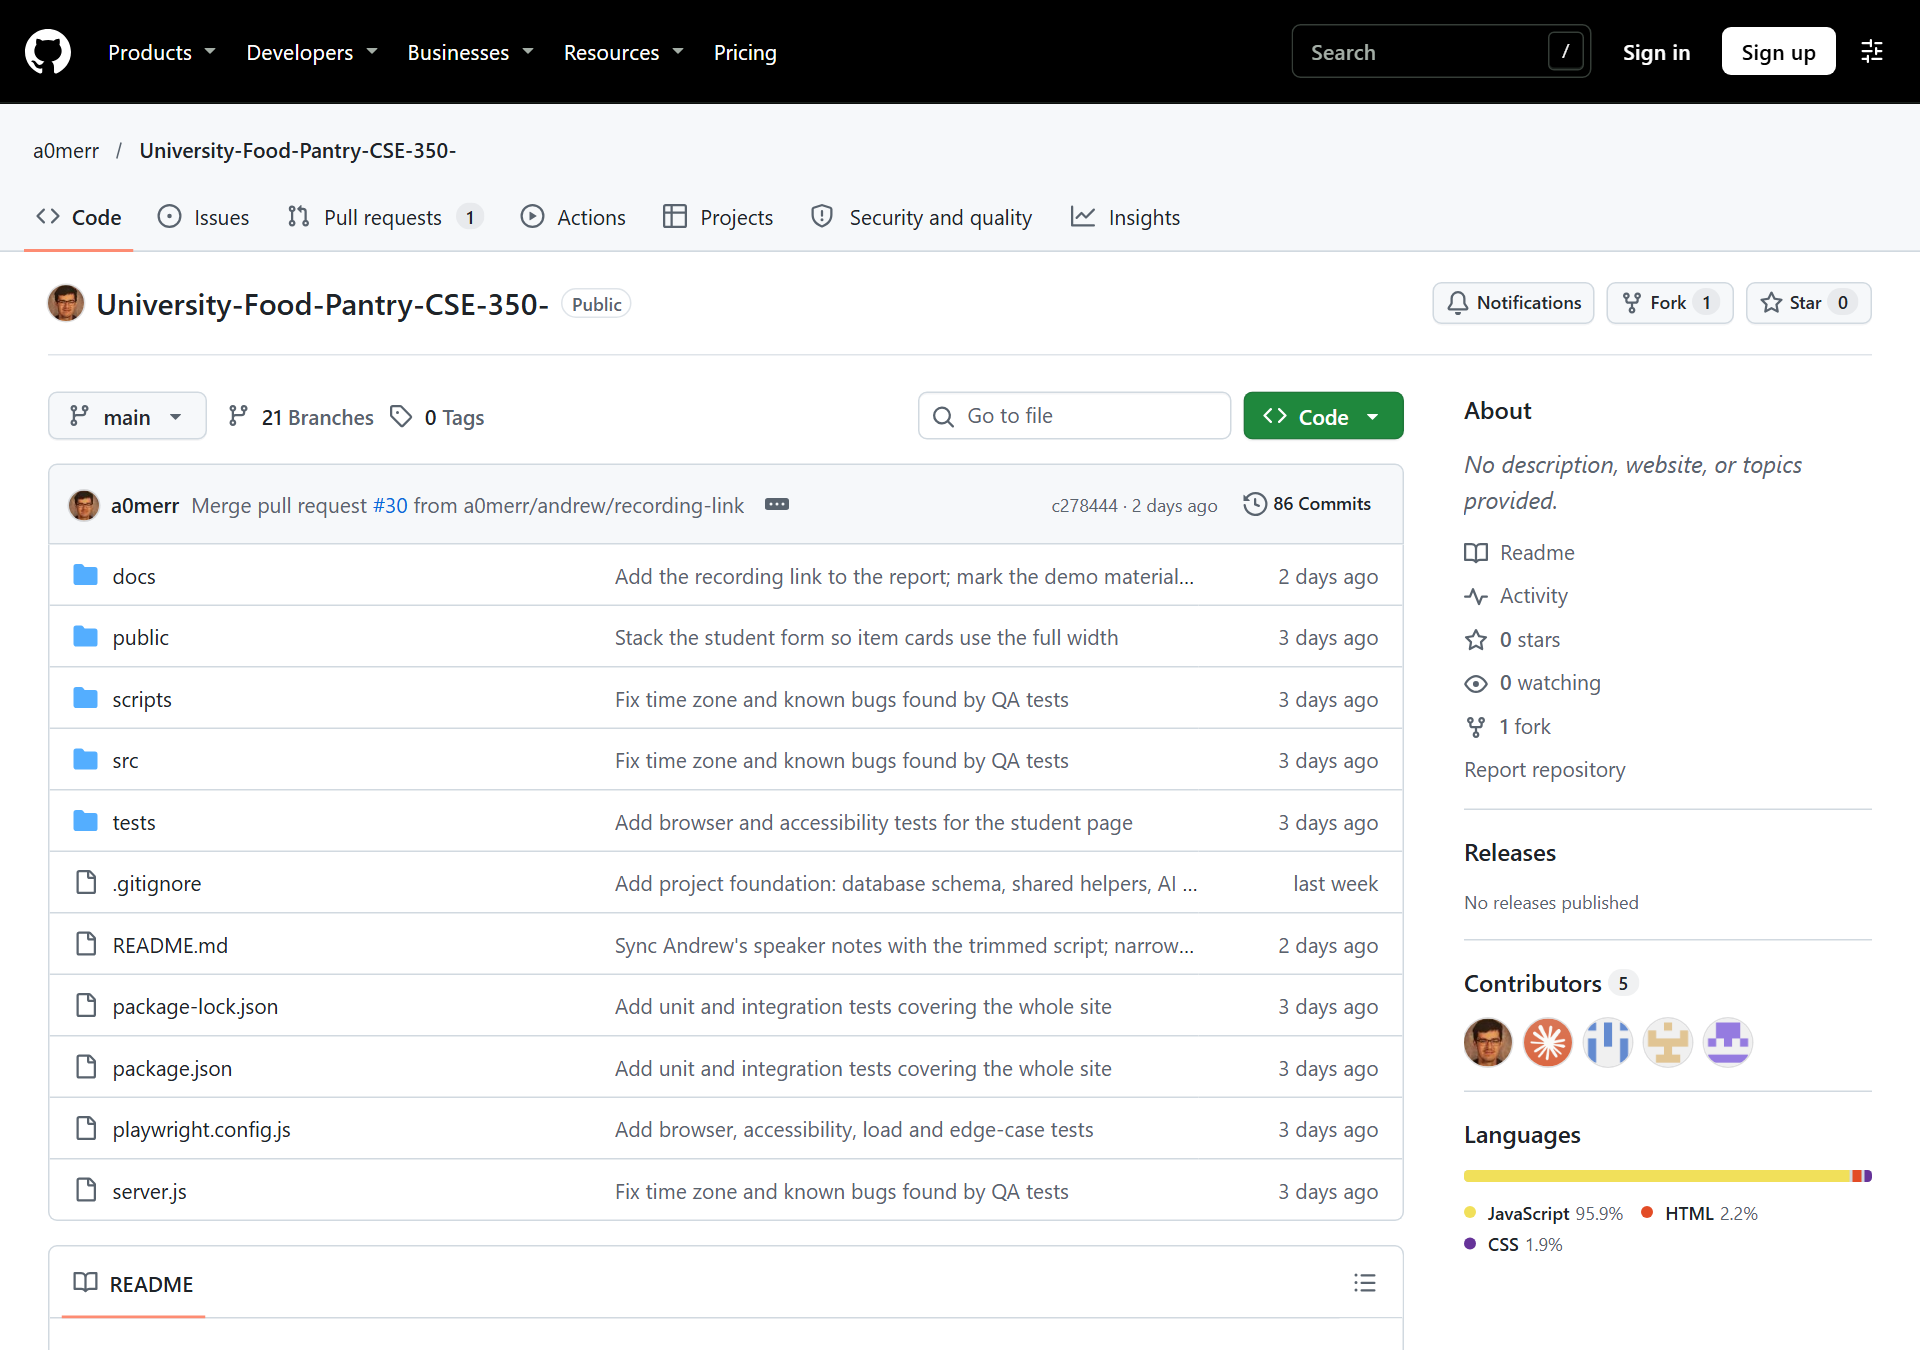 Products Developers Businesses Resources Pricing Search / Sign in Sign up
a0merr / University-Food-Pantry-CSE-350-
Code Issues Pull requests 1 Actions Projects Security and quality Insights
University-Food-Pantry-CSE-350- Public Notifications Fork 1 Star 0
main 21 Branches 0 Tags Go to file Code
a0merr Merge pull request #30 from a0merr/andrew/recording-link c278444 · 2 days ago 86 Commits
docs Add the recording link to the report; mark the demo material... 2 days ago
public Stack the student form so item cards use the full width 3 days ago
scripts Fix time zone and known bugs found by QA tests 3 days ago
src Fix time zone and known bugs found by QA tests 3 days ago
tests Add browser and accessibility tests for the student page 3 days ago
.gitignore Add project foundation: database schema, shared helpers, AI ... last week
README.md Sync Andrew's speaker notes with the trimmed script; narrow... 2 days ago
package-lock.json Add unit and integration tests covering the whole site 3 days ago
package.json Add unit and integration tests covering the whole site 3 days ago
playwright.config.js Add browser, accessibility, load and edge-case tests 3 days ago
server.js Fix time zone and known bugs found by QA tests 3 days ago
README
About
No description, website, or topics
provided.
Readme
Activity
0 stars
0 watching
1 fork
Report repository
Releases
No releases published
Contributors 5
Languages
JavaScript 95.9% HTML 2.2%
CSS 1.9%